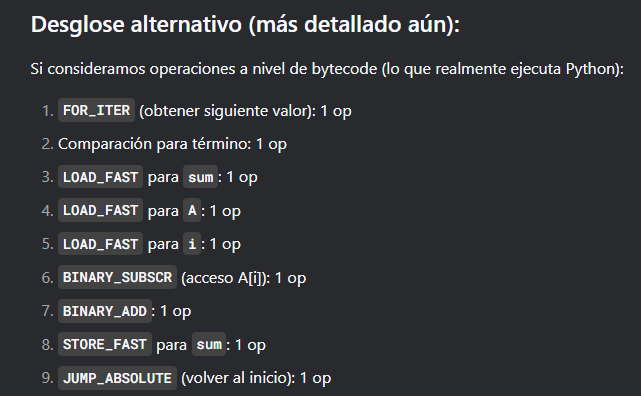 Desglose alternativo (más detallado aún):
Si consideramos operaciones a nivel de bytecode (lo que realmente ejecuta Python):
1. FOR_ITER (obtener siguiente valor): 1 op
2. Comparación para término: 1 op
3. LOAD_FAST para sum: 1 op
4. LOAD_FAST para A: 1 op
5. LOAD_FAST para i: 1 op
6. BINARY_SUBSCR (acceso A[i]): 1 op
7. BINARY_ADD: 1 op
8. STORE_FAST para sum: 1 op
9. JUMP_ABSOLUTE (volver al inicio): 1 op